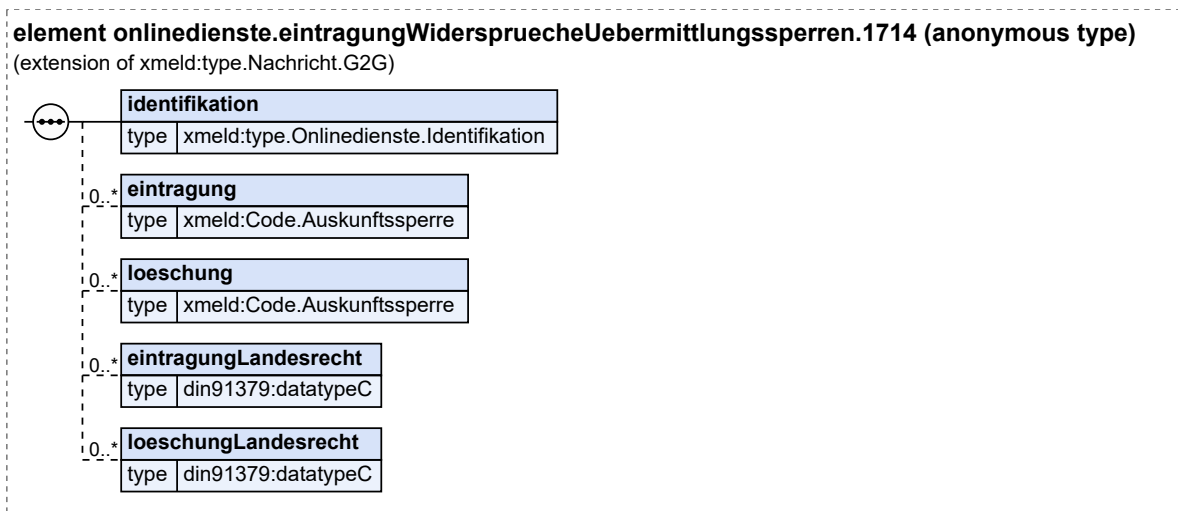 element onlinedienste.eintragungWiderspruecheUebermittlungssperren.1714 (anonymous type)
(extension of xmeld:type.Nachricht.G2G)
identifikation
type xmeld:type.Onlinedienste.Identifikation
0..* eintragung
type xmeld:Code.Auskunftssperre
0..* loeschung
type xmeld:Code.Auskunftssperre
0..* eintragungLandesrecht
type din91379:datatypeC
0..* loeschungLandesrecht
type din91379:datatypeC